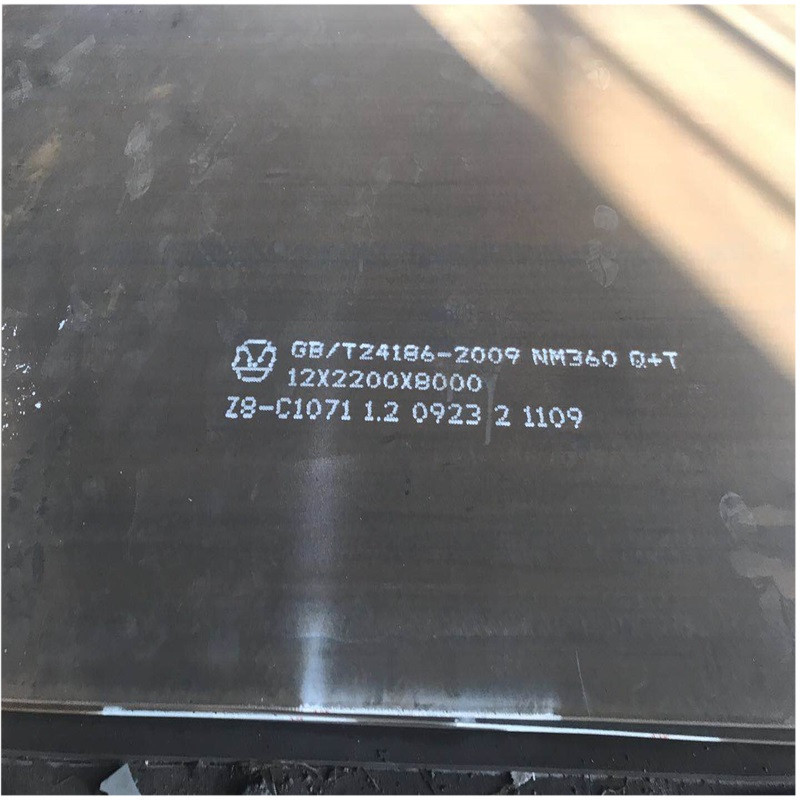 GB/T24186-2009 NM360 Q+T
12X2200X8000
Z8-C1071 1.2 0923 2 1109